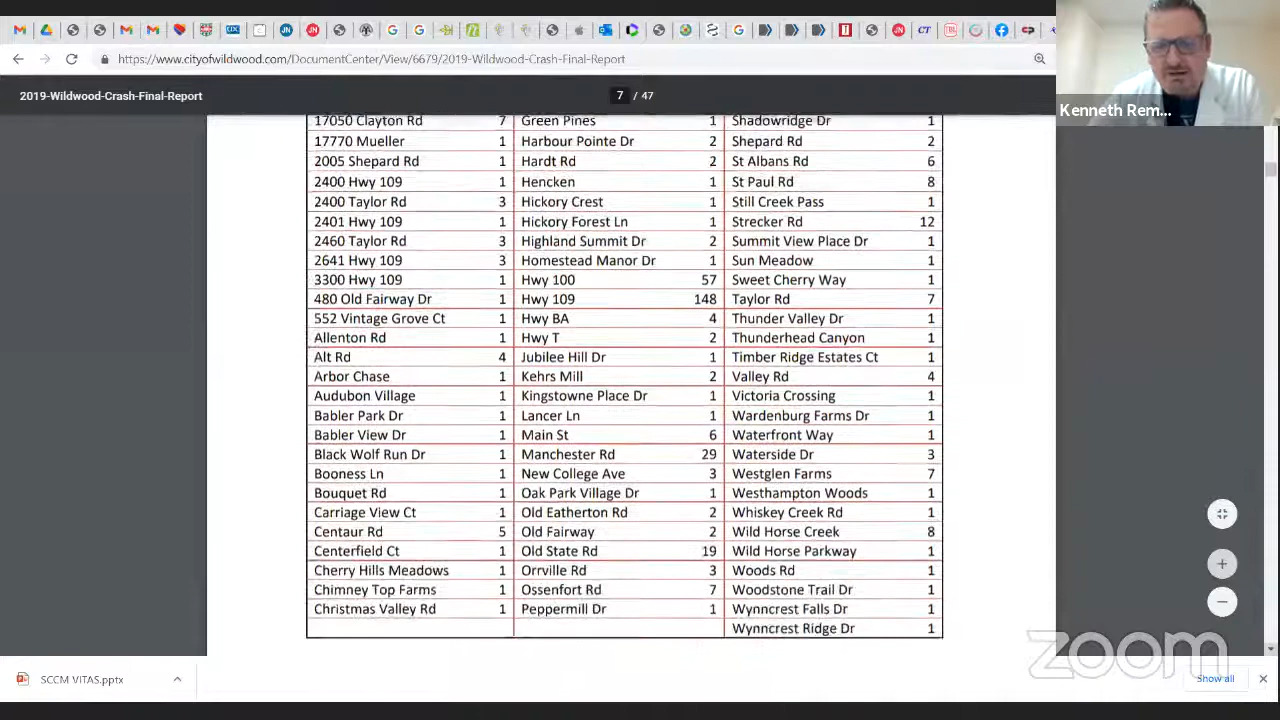 https://www.cityofwildwood.com/DocumentCenter/View/6679/2019-Wildwood-Crash-Final-Report
Kenneth Rem...
2019-Wildwood-Crash-Final-Report 7 / 47
17050 Clayton Rd 7 Green Pines 1 Shadowridge Dr 1
17770 Mueller 1 Harbour Pointe Dr 2 Shepard Rd 2
2005 Shepard Rd 1 Hardt Rd 2 St Albans Rd 6
2400 Hwy 109 1 Hencken 1 St Paul Rd 8
2400 Taylor Rd 3 Hickory Crest 1 Still Creek Pass 1
2401 Hwy 109 1 Hickory Forest Ln 1 Strecker Rd 12
2460 Taylor Rd 3 Highland Summit Dr 2 Summit View Place Dr 1
2641 Hwy 109 3 Homestead Manor Dr 1 Sun Meadow 1
3300 Hwy 109 1 Hwy 100 57 Sweet Cherry Way 1
480 Old Fairway Dr 1 Hwy 109 148 Taylor Rd 7
552 Vintage Grove Ct 1 Hwy BA 4 Thunder Valley Dr 1
Allenton Rd 1 Hwy T 2 Thunderhead Canyon 1
Alt Rd 4 Jubilee Hill Dr 1 Timber Ridge Estates Ct 1
Arbor Chase 1 Kehrs Mill 2 Valley Rd 4
Audubon Village 1 Kingstowne Place Dr 1 Victoria Crossing 1
Babler Park Dr 1 Lancer Ln 1 Wardenburg Farms Dr 1
Babler View Dr 1 Main St 6 Waterfront Way 1
Black Wolf Run Dr 1 Manchester Rd 29 Waterside Dr 3
Booness Ln 1 New College Ave 3 Westglen Farms 7
Bouquet Rd 1 Oak Park Village Dr 1 Westhampton Woods 1
Carriage View Ct 1 Old Eatherton Rd 2 Whiskey Creek Rd 1
Centaur Rd 5 Old Fairway 2 Wild Horse Creek 8
Centerfield Ct 1 Old State Rd 19 Wild Horse Parkway 1
Cherry Hills Meadows 1 Orrville Rd 3 Woods Rd 1
Chimney Top Farms 1 Ossenfort Rd 7 Woodstone Trail Dr 1
Christmas Valley Rd 1 Peppermill Dr 1 Wynncrest Falls Dr 1
Wynncrest Ridge Dr 1
zoom
SCCM VITAS.pptx
Show all